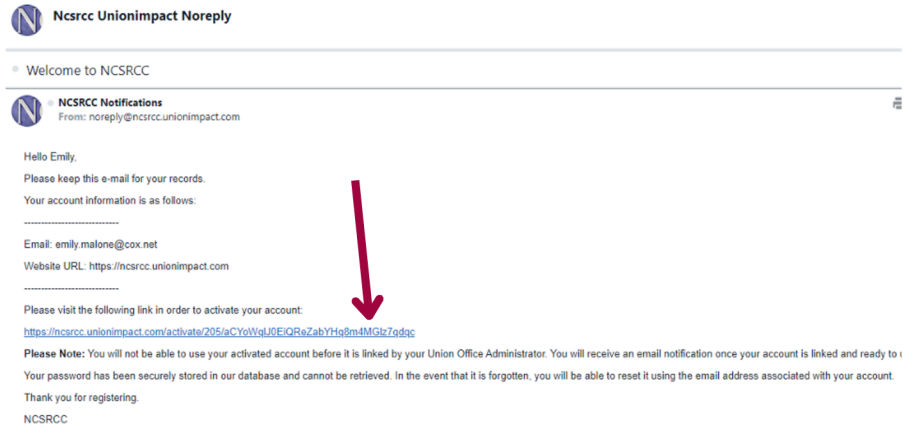 Ncsrcc Unionimpact Noreply
Welcome to NCSRCC
NCSRCC Notifications
From: noreply@ncsrcc.unionimpact.com
Hello Emily,
Please keep this e-mail for your records.
Your account information is as follows:
----------------------------
Email: emily.malone@cox.net
Website URL: https://ncsrcc.unionimpact.com
----------------------------
Please visit the following link in order to activate your account:
https://ncsrcc.unionimpact.com/activate/205/aCYoWqlJ0EiQReZabYHq8m4MGlz7qdqc
Please Note: You will not be able to use your activated account before it is linked by your Union Office Administrator. You will receive an email notification once your account is linked and ready to
Your password has been securely stored in our database and cannot be retrieved. In the event that it is forgotten, you will be able to reset it using the email address associated with your account.
Thank you for registering.
NCSRCC